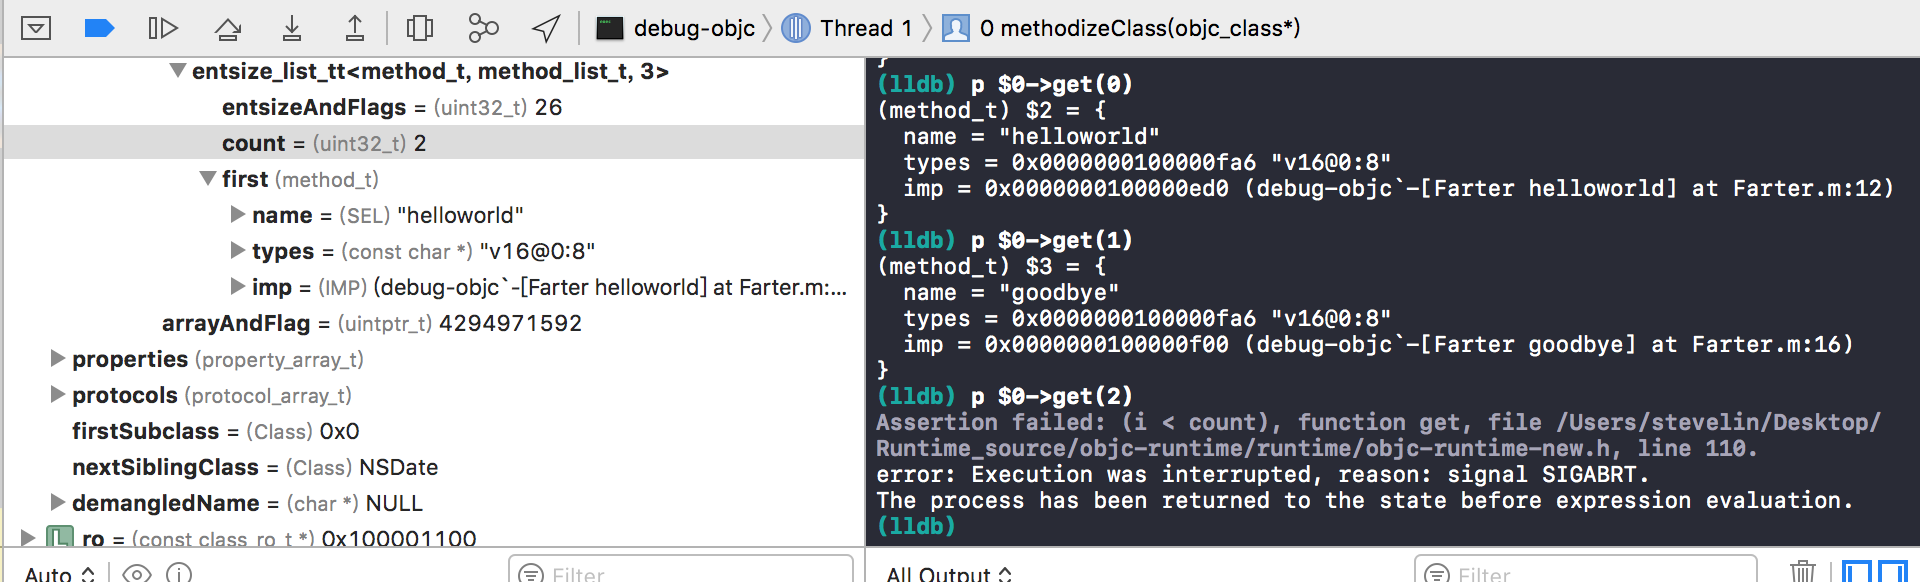 debug-objc
Thread 1
0 methodizeClass(objc_class*)
entsize_list_tt<method_t, method_list_t, 3>
entsizeAndFlags = (uint32_t) 26
count = (uint32_t) 2
first (method_t)
name = (SEL) "helloworld"
types = (const char *) "v16@0:8"
imp = (IMP) (debug-objc`-[Farter helloworld] at Farter.m:...
arrayAndFlag = (uintptr_t) 4294971592
properties (property_array_t)
protocols (protocol_array_t)
firstSubclass = (Class) 0x0
nextSiblingClass = (Class) NSDate
demangledName = (char *) NULL
L ro = (const class_ro_t *) 0x100001100
Auto
Filter
}
(lldb) p $0->get(0)
(method_t) $2 = {
  name = "helloworld"
  types = 0x0000000100000fa6 "v16@0:8"
  imp = 0x0000000100000ed0 (debug-objc`-[Farter helloworld] at Farter.m:12)
}
(lldb) p $0->get(1)
(method_t) $3 = {
  name = "goodbye"
  types = 0x0000000100000fa6 "v16@0:8"
  imp = 0x0000000100000f00 (debug-objc`-[Farter goodbye] at Farter.m:16)
}
(lldb) p $0->get(2)
Assertion failed: (i < count), function get, file /Users/stevelin/Desktop/
Runtime_source/objc-runtime/runtime/objc-runtime-new.h, line 110.
error: Execution was interrupted, reason: signal SIGABRT.
The process has been returned to the state before expression evaluation.
(lldb)
All Output
Filter